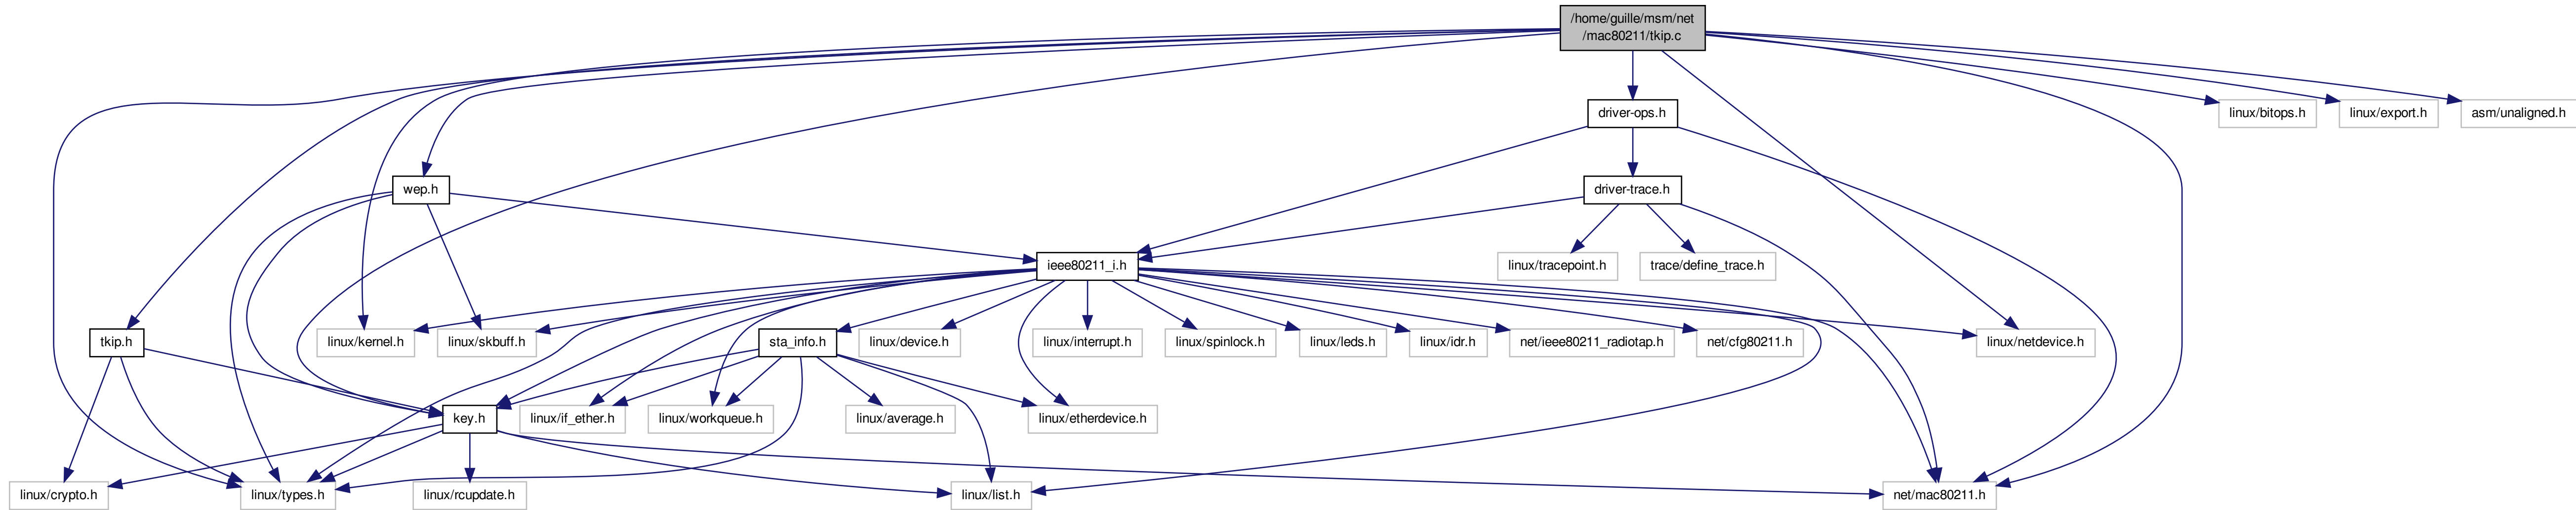 /home/guille/msm/net
/mac80211/tkip.c
driver-ops.h
linux/bitops.h
linux/export.h
asm/unaligned.h
wep.h
driver-trace.h
ieee80211_i.h
linux/tracepoint.h
trace/define_trace.h
tkip.h
linux/kernel.h
linux/skbuff.h
sta_info.h
linux/device.h
linux/interrupt.h
linux/spinlock.h
linux/leds.h
linux/idr.h
net/ieee80211_radiotap.h
net/cfg80211.h
linux/netdevice.h
key.h
linux/if_ether.h
linux/workqueue.h
linux/average.h
linux/etherdevice.h
linux/crypto.h
linux/types.h
linux/rcupdate.h
linux/list.h
net/mac80211.h